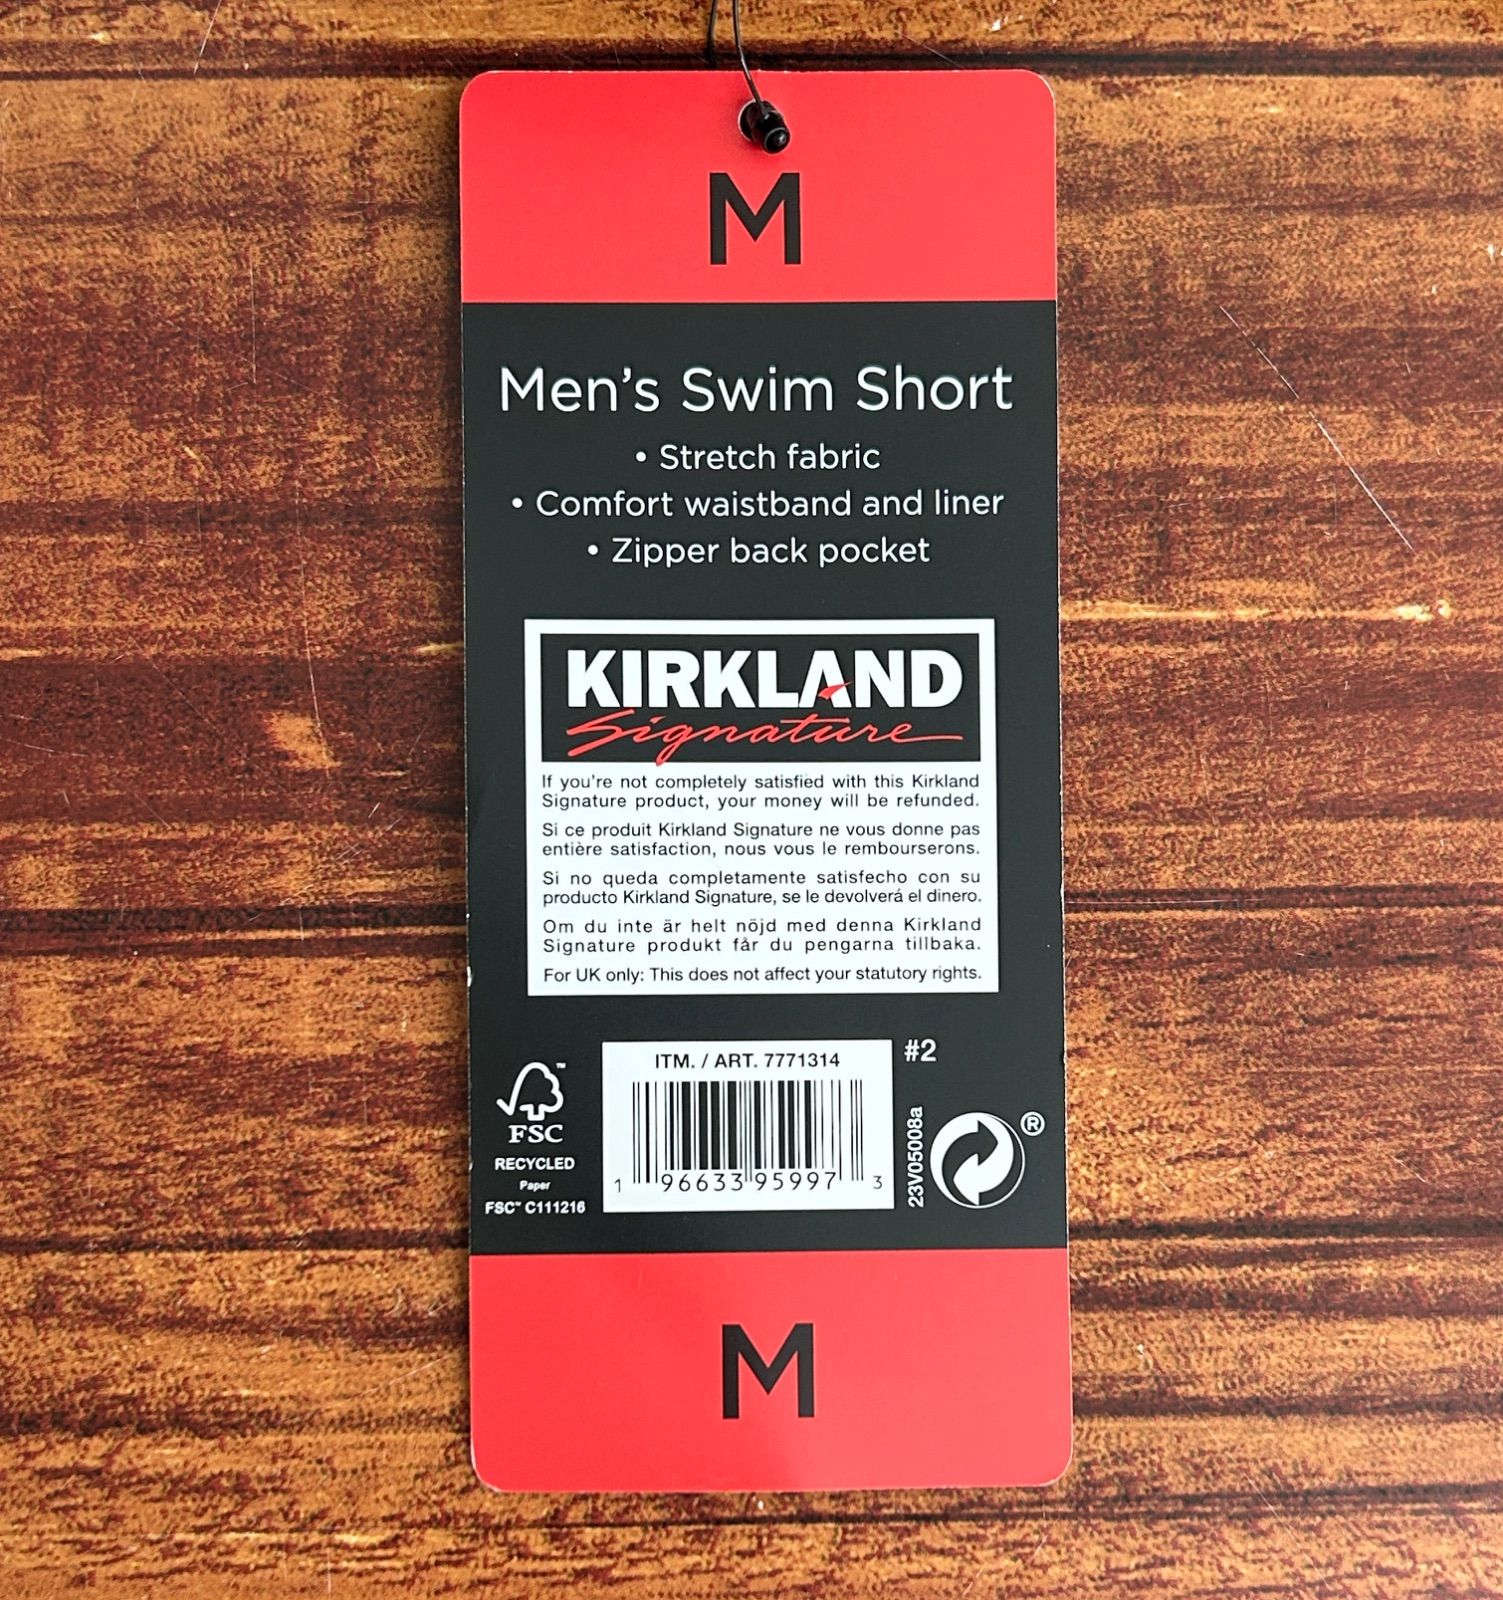 M
Men's Swim Short
• Stretch fabric
• Comfort waistband and liner
• Zipper back pocket
KIRKLAND
Signature
If you're not completely satisfied with this Kirkland
Signature product, your money will be refunded.
Si ce produit Kirkland Signature ne vous donne pas
entière satisfaction, nous vous le rembourserons.
Si no queda completamente satisfecho con su
producto Kirkland Signature, se le devolverá el dinero.
Om du inte är helt nöjd med denna Kirkland
Signature produkt får du pengarna tillbaka.
For UK only: This does not affect your statutory rights.
ITM. / ART. 7771314
1 96633 95997 3
#2
23V05008a
®
™
FSC
RECYCLED
Paper
FSC™ C111216
M